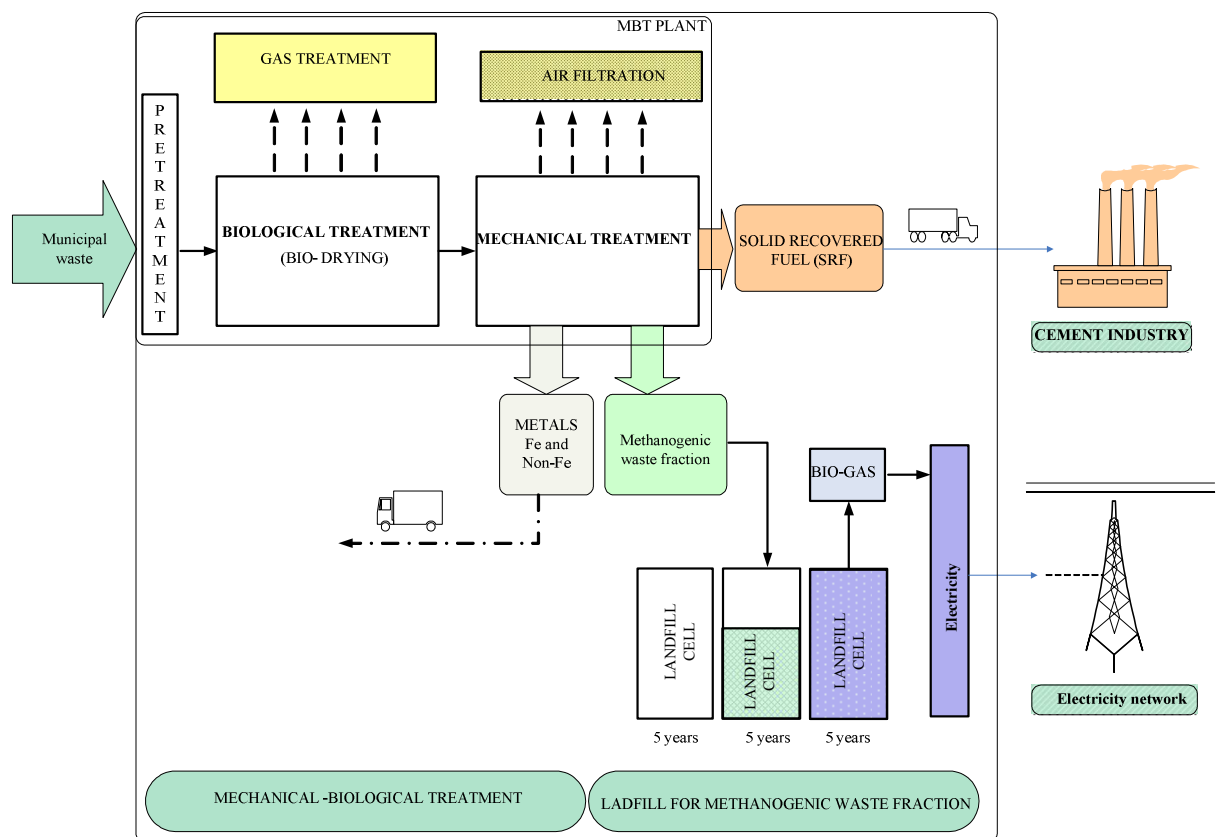 MBT PLANT
GAS TREATMENT
AIR FILTRATION
PRETREATMENT
Municipal
waste
BIOLOGICAL TREATMENT
(BIO- DRYING)
MECHANICAL TREATMENT
SOLID RECOVERED
FUEL (SRF)
CEMENT INDUSTRY
METALS
Fe and
Non-Fe
Methanogenic
waste fraction
BIO-GAS
Electricity
LANDFILL
CELL
LANDFILL
CELL
LANDFILL
CELL
5 years
5 years
5 years
Electricity network
MECHANICAL -BIOLOGICAL TREATMENT
LADFILL FOR METHANOGENIC WASTE FRACTION